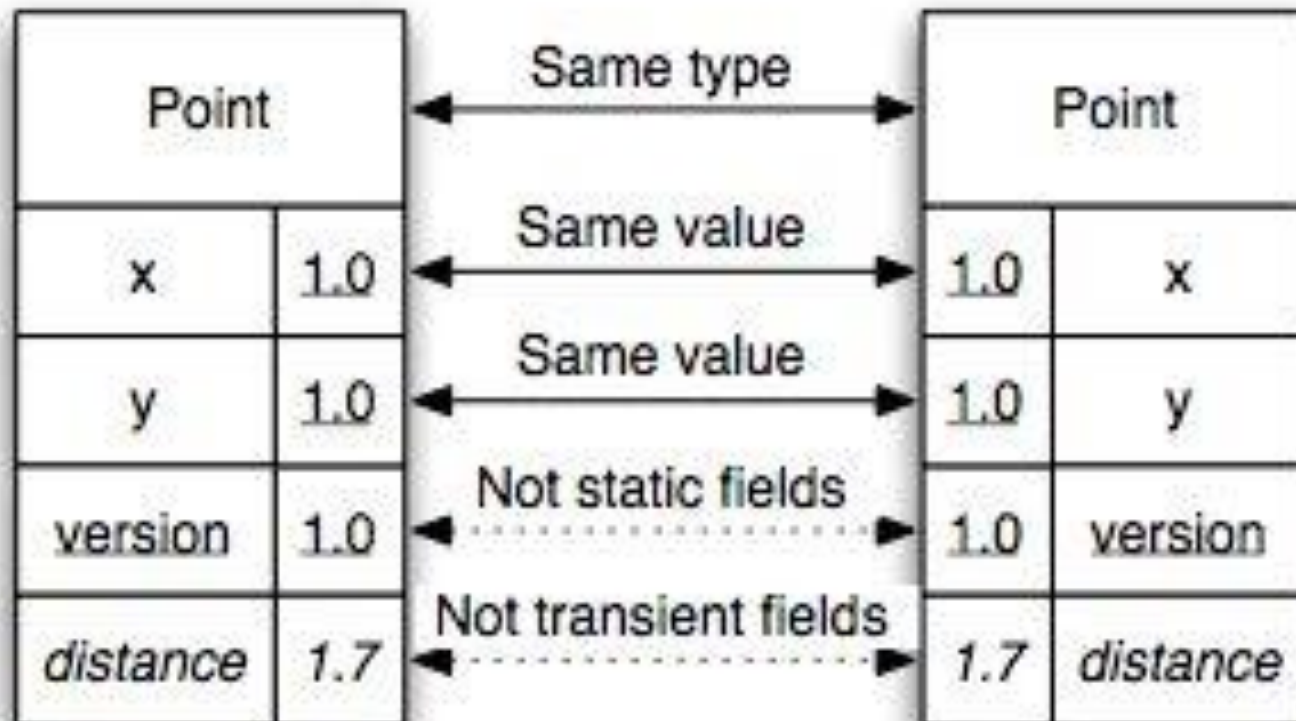 Point Same type Point
x 1.0 Same value 1.0 x
y 1.0 Same value 1.0 y
version 1.0 Not static fields 1.0 version
distance 1.7 Not transient fields 1.7 distance